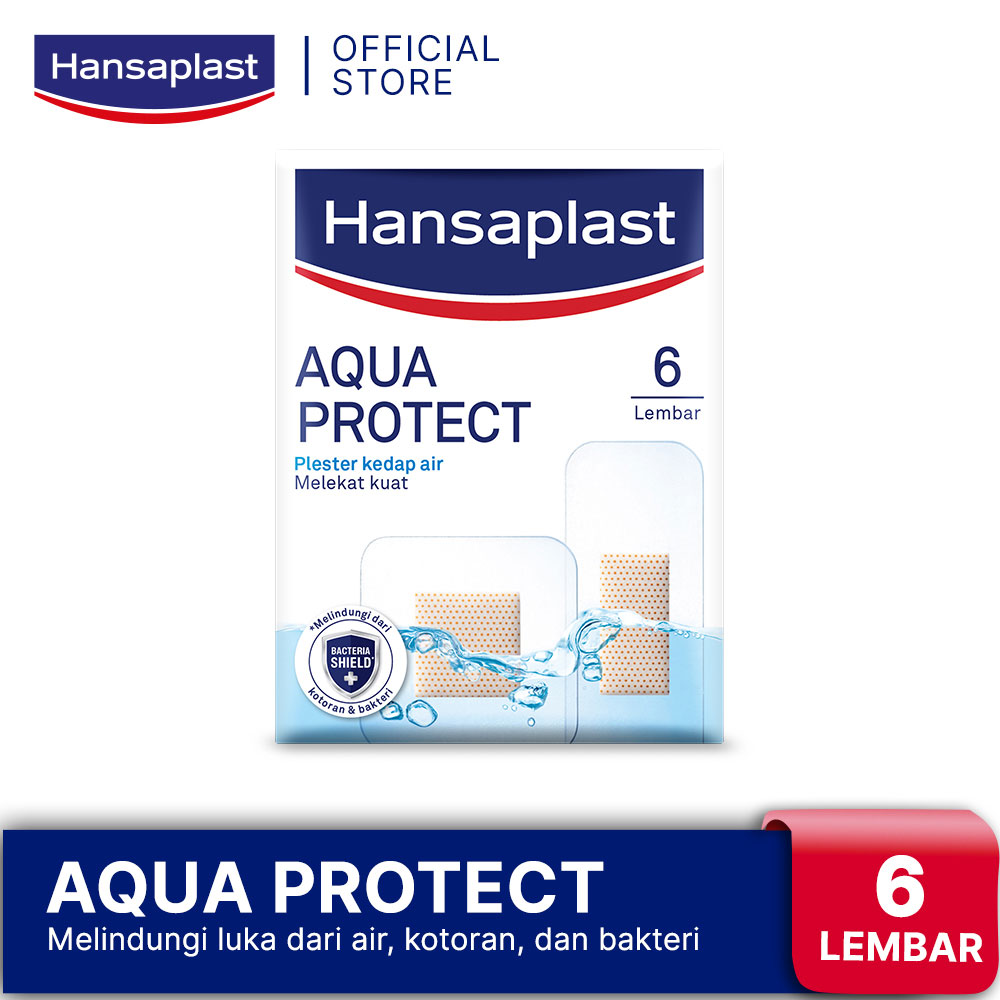 Hansaplast
OFFICIAL
STORE
Hansaplast
AQUA
PROTECT
6
Lembar
Plester kedap air
Melekat kuat
*Melindungi dari
BACTERIA
SHIELD
kotoran & bakteri
AQUA PROTECT
Melindungi luka dari air, kotoran, dan bakteri
6
LEMBAR